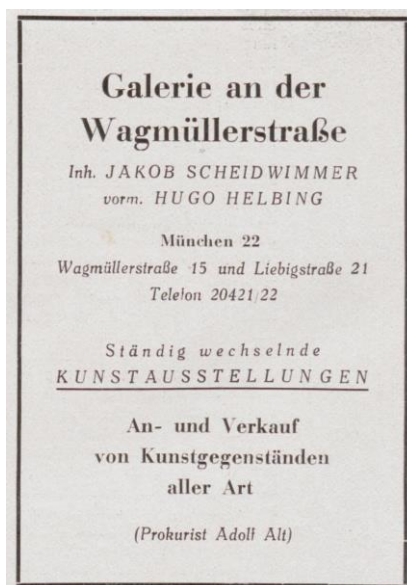 Galerie an der
Wagmüllerstraße
Inh. JAKOB SCHEIDWIMMER
vorm. HUGO HELBING
München 22
Wagmüllerstraße 15 und Liebigstraße 21
Telefon 20421/22
Ständig wechselnde
KUNSTAUSSTELLUNGEN
An- und Verkauf
von Kunstgegenständen
aller Art
(Prokurist Adolf Alt)